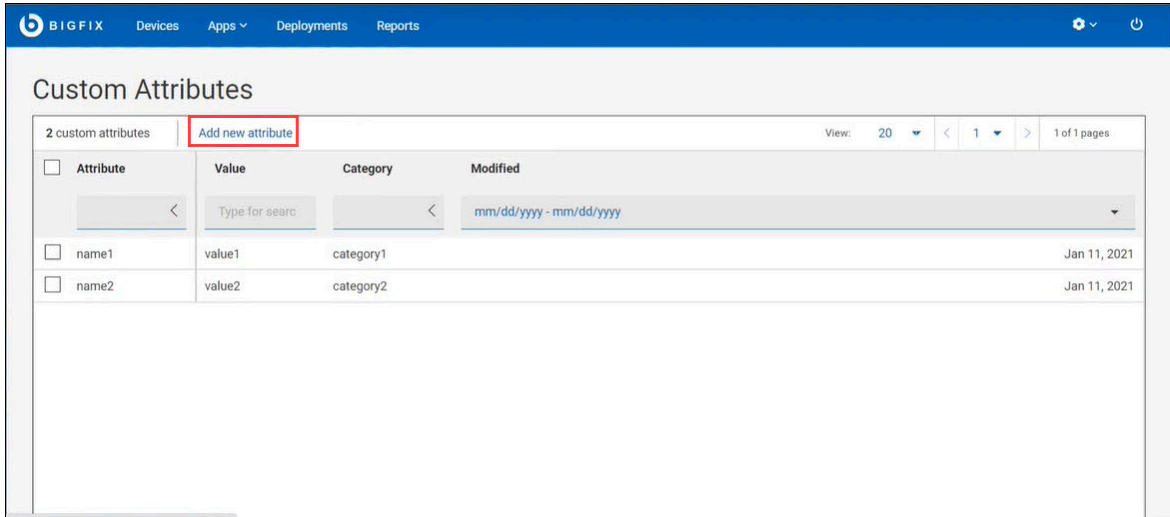 BIGFIX Devices Apps Deployments Reports
Custom Attributes
2 custom attributes Add new attribute View: 20 1 1 of 1 pages
Attribute Value Category Modified
Type for searc mm/dd/yyyy - mm/dd/yyyy
name1 value1 category1 Jan 11, 2021
name2 value2 category2 Jan 11, 2021